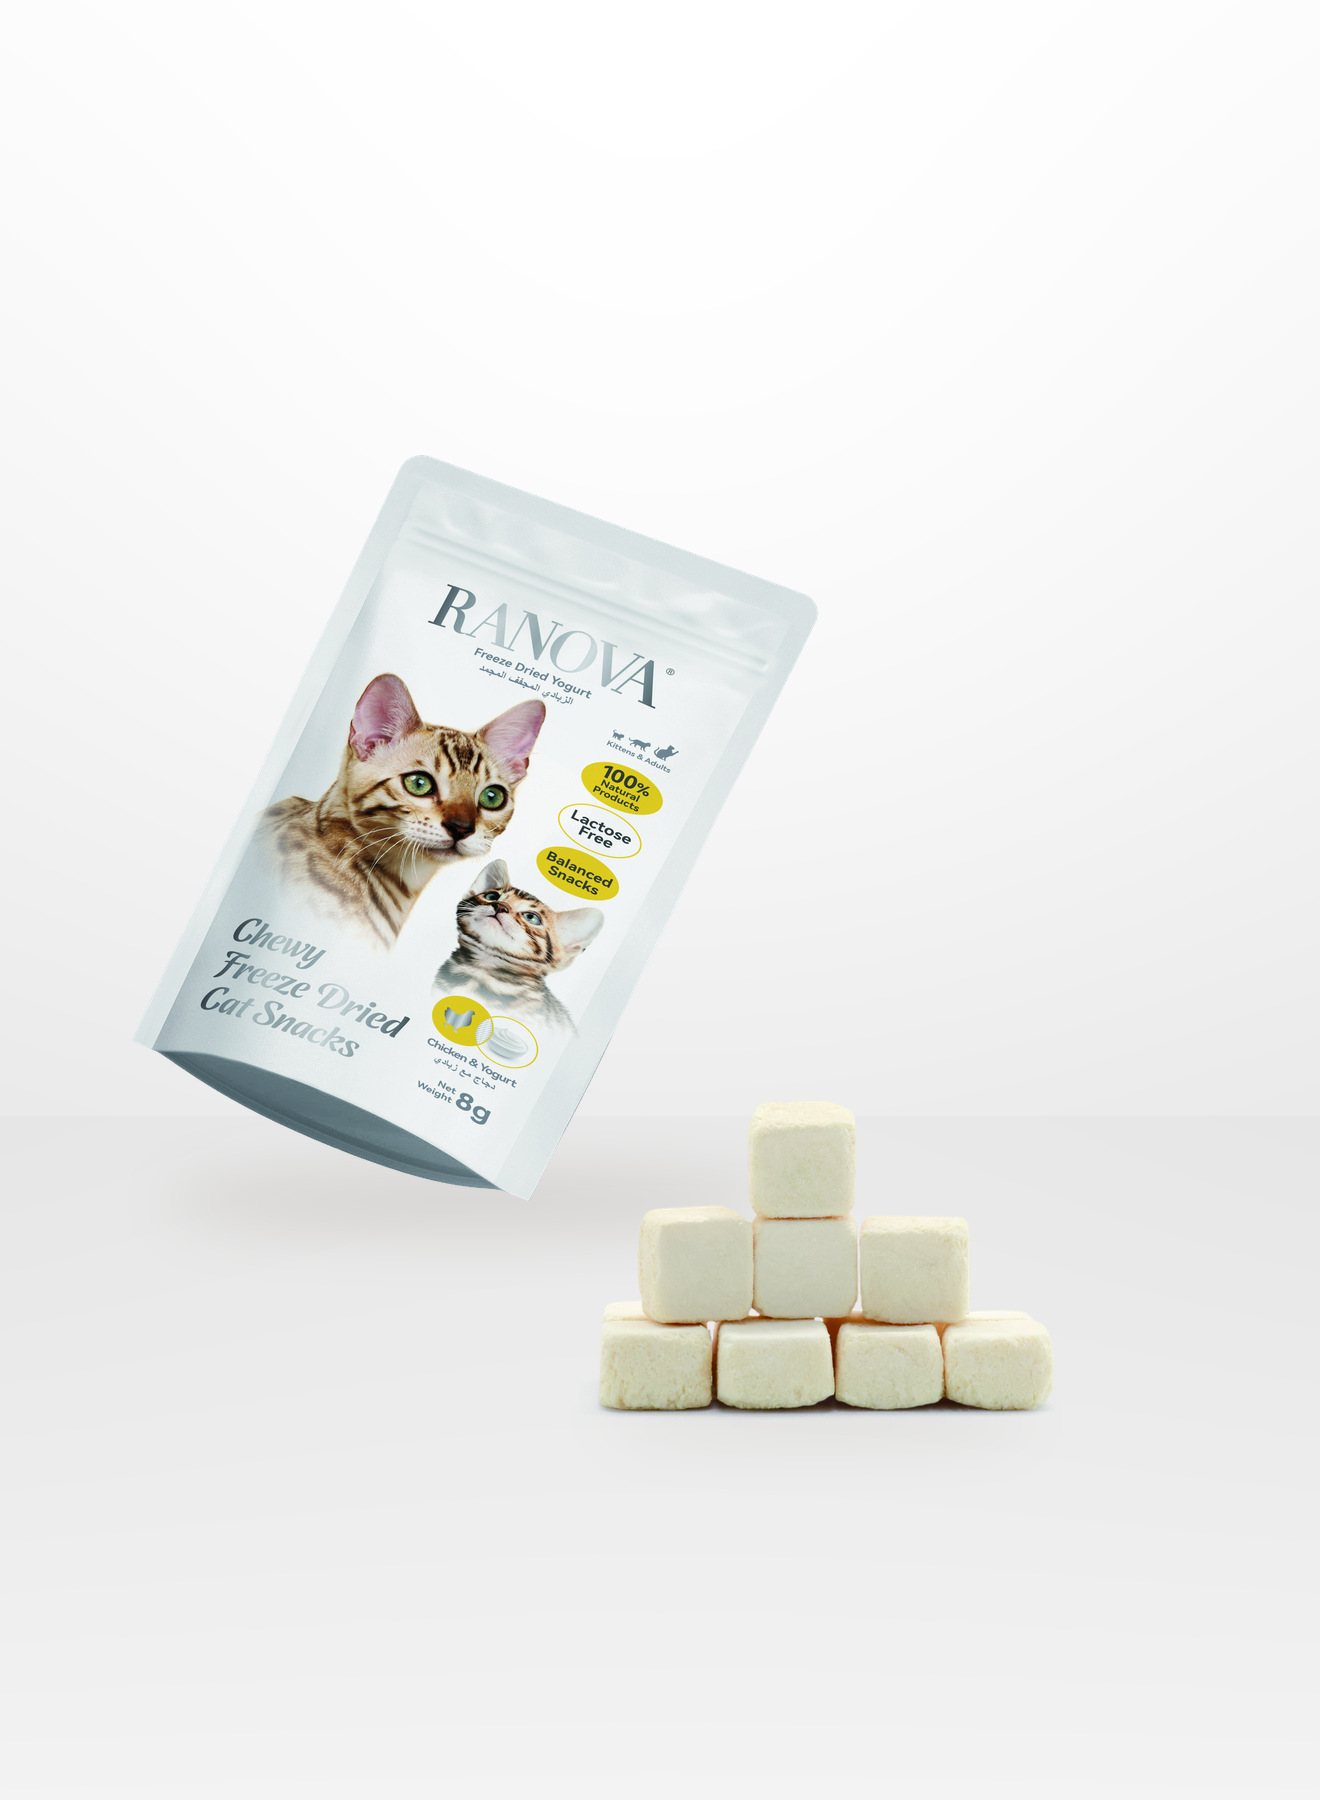 RANOVA®
Freeze Dried Yogurt
الزبادي المجفف المجمد
Kittens & Adults
100%
Natural
Products
Lactose
Free
Balanced
Snacks
Chewy
Freeze Dried
Cat Snacks
Chicken & Yogurt
دجاج مع زبادي
Net
Weight 8g